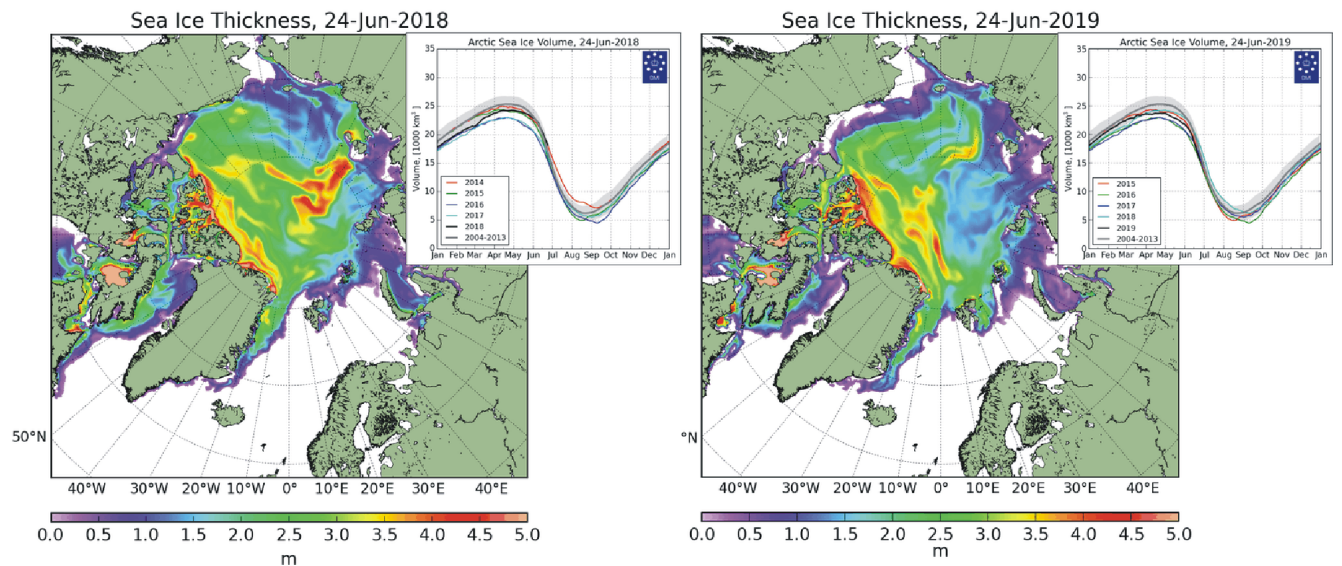 Sea Ice Thickness, 24-Jun-2018
Arctic Sea Ice Volume, 24-Jun-2018
Volume, [1000 km³]
35
30
25
20
15
10
5
0
2014
2015
2016
2017
2018
2004-2013
Jan Feb Mar Apr May Jun Jul Aug Sep Oct Nov Dec Jan
50°N
40°W 30°W 20°W 10°W 0° 10°E 20°E 30°E 40°E
0.0 0.5 1.0 1.5 2.0 2.5 3.0 3.5 4.0 4.5 5.0
m
Sea Ice Thickness, 24-Jun-2019
Arctic Sea Ice Volume, 24-Jun-2019
Volume, [1000 km³]
35
30
25
20
15
10
5
0
2015
2016
2017
2018
2019
2004-2013
Jan Feb Mar Apr May Jun Jul Aug Sep Oct Nov Dec Jan
°N
40°W 30°W 20°W 10°W 0° 10°E 20°E 30°E 40°E
0.0 0.5 1.0 1.5 2.0 2.5 3.0 3.5 4.0 4.5 5.0
m